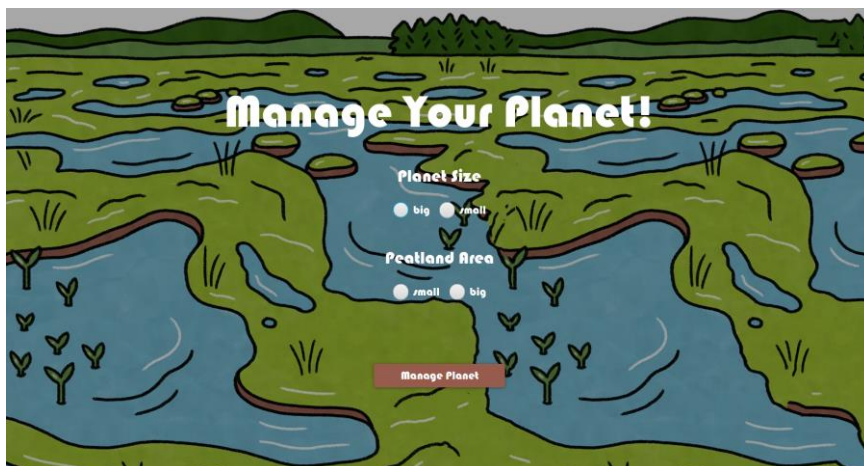 Manage Your Planet!
Planet Size
big small
Peatland Area
small big
Manage Planet